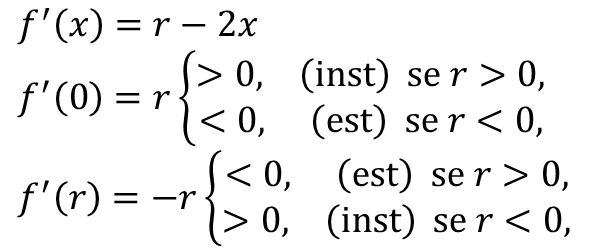 f′(x) = r − 2x
f′(0) = r { > 0, (inst) se r > 0,
< 0, (est) se r < 0,
f′(r) = −r { < 0, (est) se r > 0,
> 0, (inst) se r < 0,